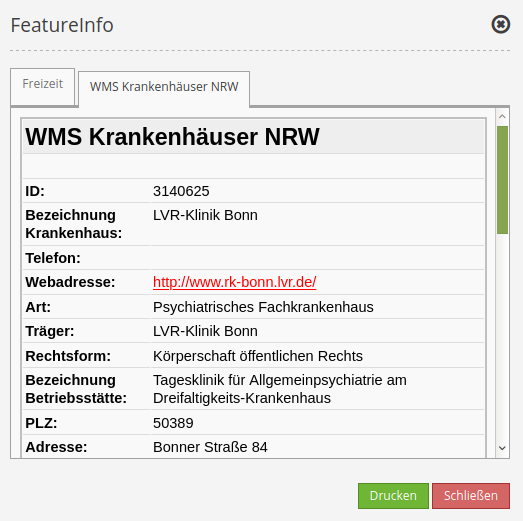 FeatureInfo
Freizeit
WMS Krankenhäuser NRW
WMS Krankenhäuser NRW
ID: 3140625
Bezeichnung Krankenhaus: LVR-Klinik Bonn
Telefon:
Webadresse: http://www.rk-bonn.lvr.de/
Art: Psychiatrisches Fachkrankenhaus
Träger: LVR-Klinik Bonn
Rechtsform: Körperschaft öffentlichen Rechts
Bezeichnung Betriebsstätte: Tagesklinik für Allgemeinpsychiatrie am Dreifaltigkeits-Krankenhaus
PLZ: 50389
Adresse: Bonner Straße 84
Drucken
Schließen